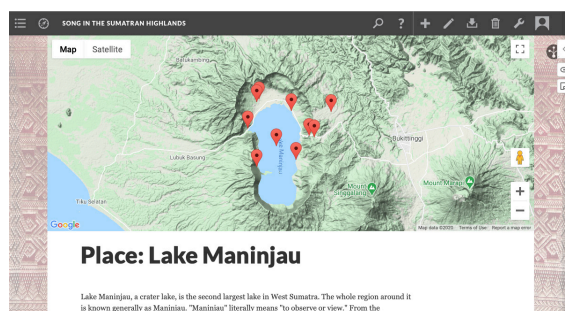 SONG IN THE SUMATRAN HIGHLANDS
Map Satellite
Batukambing
Lubuk Basung
Bukittinggi
Mount Marapi
Mount
Tiku Selatan
Google
Map data ©2025 Terms of Use Report a map error
Place: Lake Maninjau
Lake Maninjau, a crater lake, is the second largest lake in West Sumatra. The whole region around it
is known generally as Maninjau. "Maninjau" literally means "to observe or view." From the